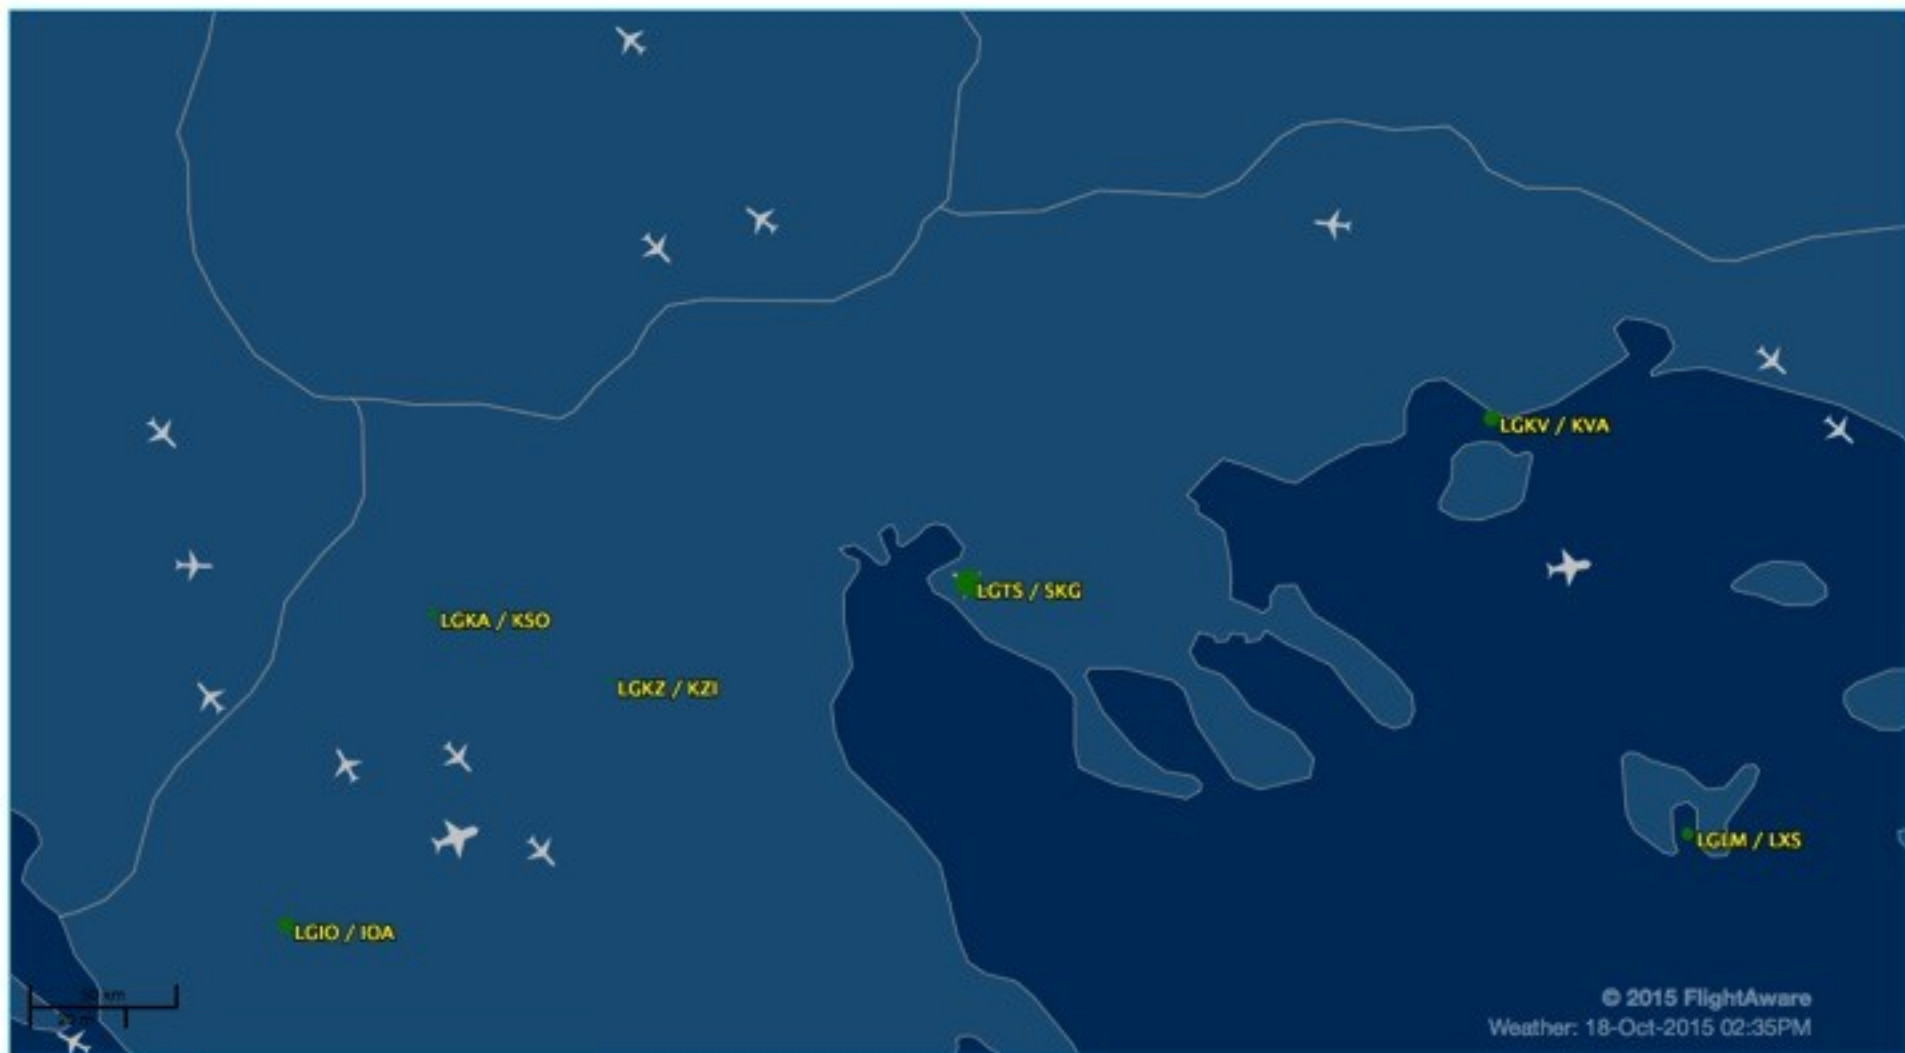 LGKV / KVA
LGTS / SKG
LGKA / KSO
LGKZ / KZI
LGLM / LXS
LGIO / IOA
© 2015 FlightAware
Weather: 18-Oct-2015 02:35PM